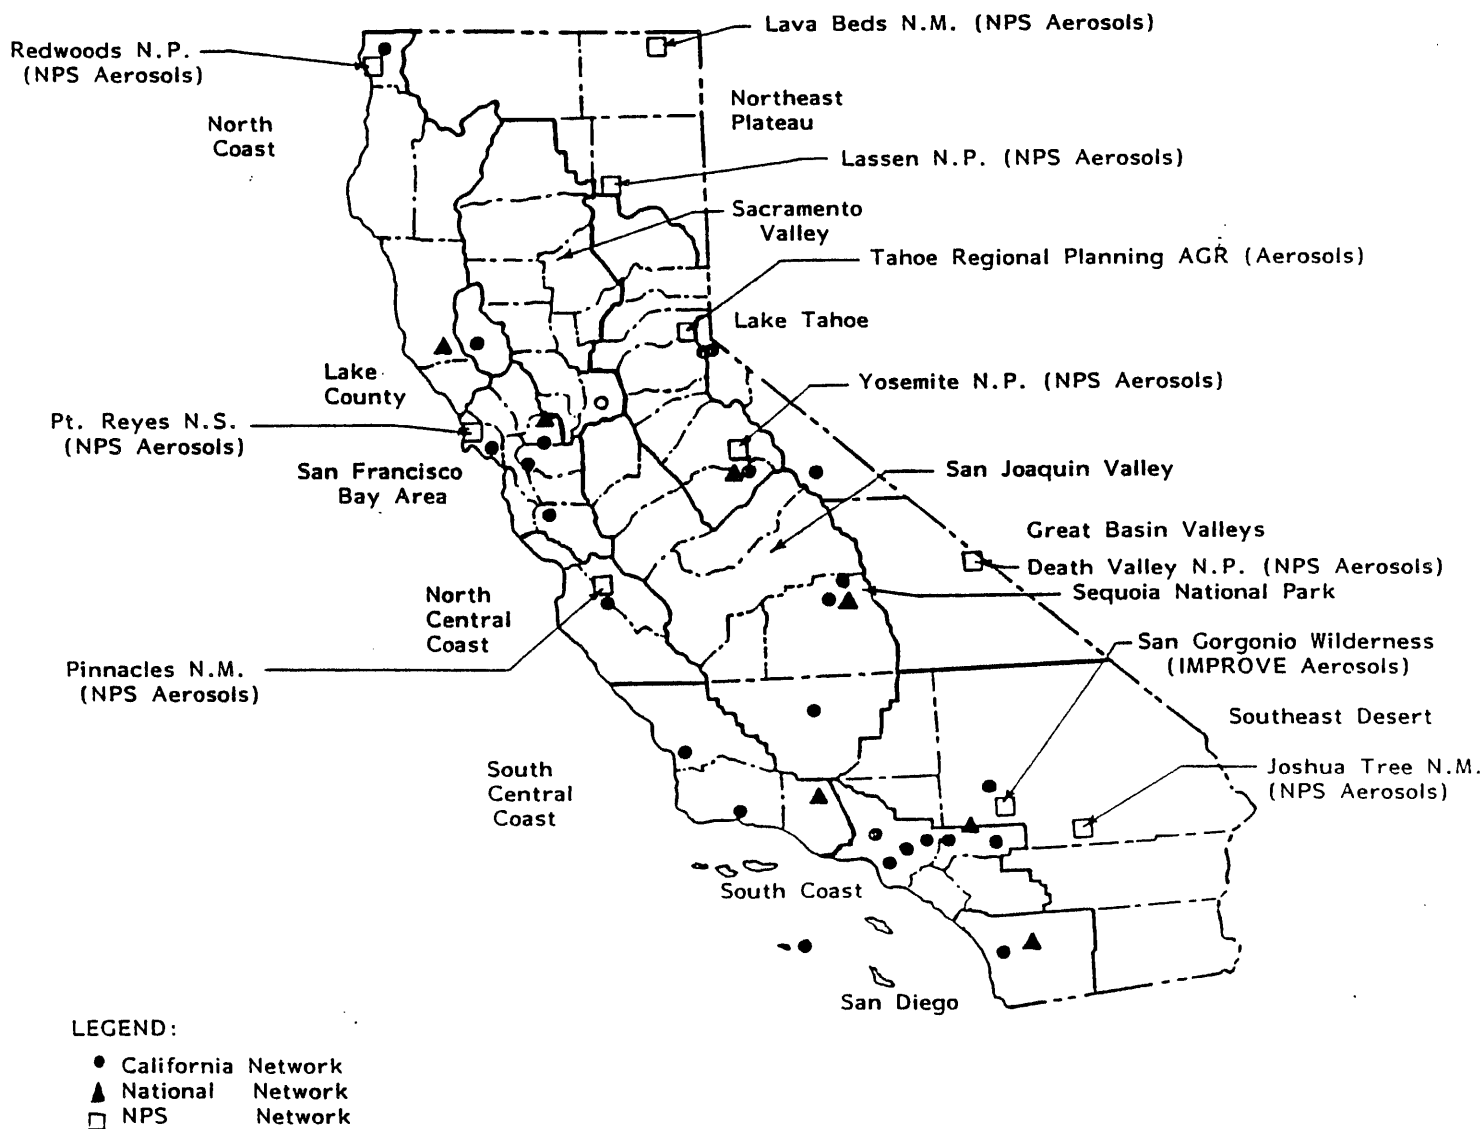 Lava Beds N.M. (NPS Aerosols)
Redwoods N.P.
(NPS Aerosols)
Northeast
Plateau
North
Coast
Lassen N.P. (NPS Aerosols)
Sacramento
Valley
Tahoe Regional Planning AGR (Aerosols)
Lake Tahoe
Lake
County
Yosemite N.P. (NPS Aerosols)
Pt. Reyes N.S.
(NPS Aerosols)
San Francisco
Bay Area
San Joaquin Valley
Great Basin Valleys
Death Valley N.P. (NPS Aerosols)
Sequoia National Park
North
Central
Coast
San Gorgonio Wilderness
(IMPROVE Aerosols)
Pinnacles N.M.
(NPS Aerosols)
Southeast Desert
South
Central
Coast
Joshua Tree N.M.
(NPS Aerosols)
South Coast
San Diego
LEGEND:
California Network
National Network
NPS Network